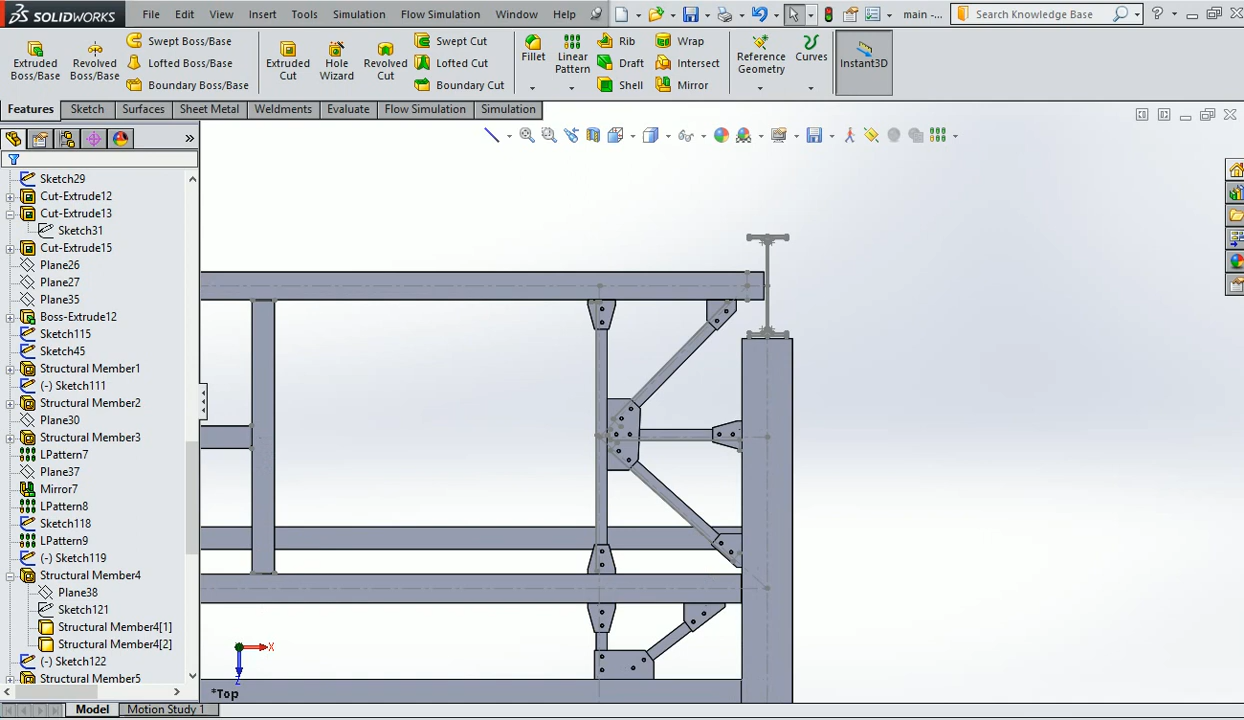 SOLIDWORKS File Edit View Insert Tools Simulation Flow Simulation Window Help main -... Search Knowledge Base ?
Extruded Boss/Base
Revolved Boss/Base
Swept Boss/Base
Lofted Boss/Base
Boundary Boss/Base
Extruded Cut
Hole Wizard
Revolved Cut
Swept Cut
Lofted Cut
Boundary Cut
Fillet
Linear Pattern
Rib
Draft
Shell
Wrap
Intersect
Mirror
Reference Geometry
Curves
Instant3D
Features Sketch Surfaces Sheet Metal Weldments Evaluate Flow Simulation Simulation
Sketch29
Cut-Extrude12
Cut-Extrude13
Sketch31
Cut-Extrude15
Plane26
Plane27
Plane35
Boss-Extrude12
Sketch115
Sketch45
Structural Member1
(-) Sketch111
Structural Member2
Plane30
Structural Member3
LPattern7
Plane37
Mirror7
LPattern8
Sketch118
LPattern9
(-) Sketch119
Structural Member4
Plane38
Sketch121
Structural Member4[1]
Structural Member4[2]
(-) Sketch122
Structural Member5
X
Z
*Top
Model Motion Study 1